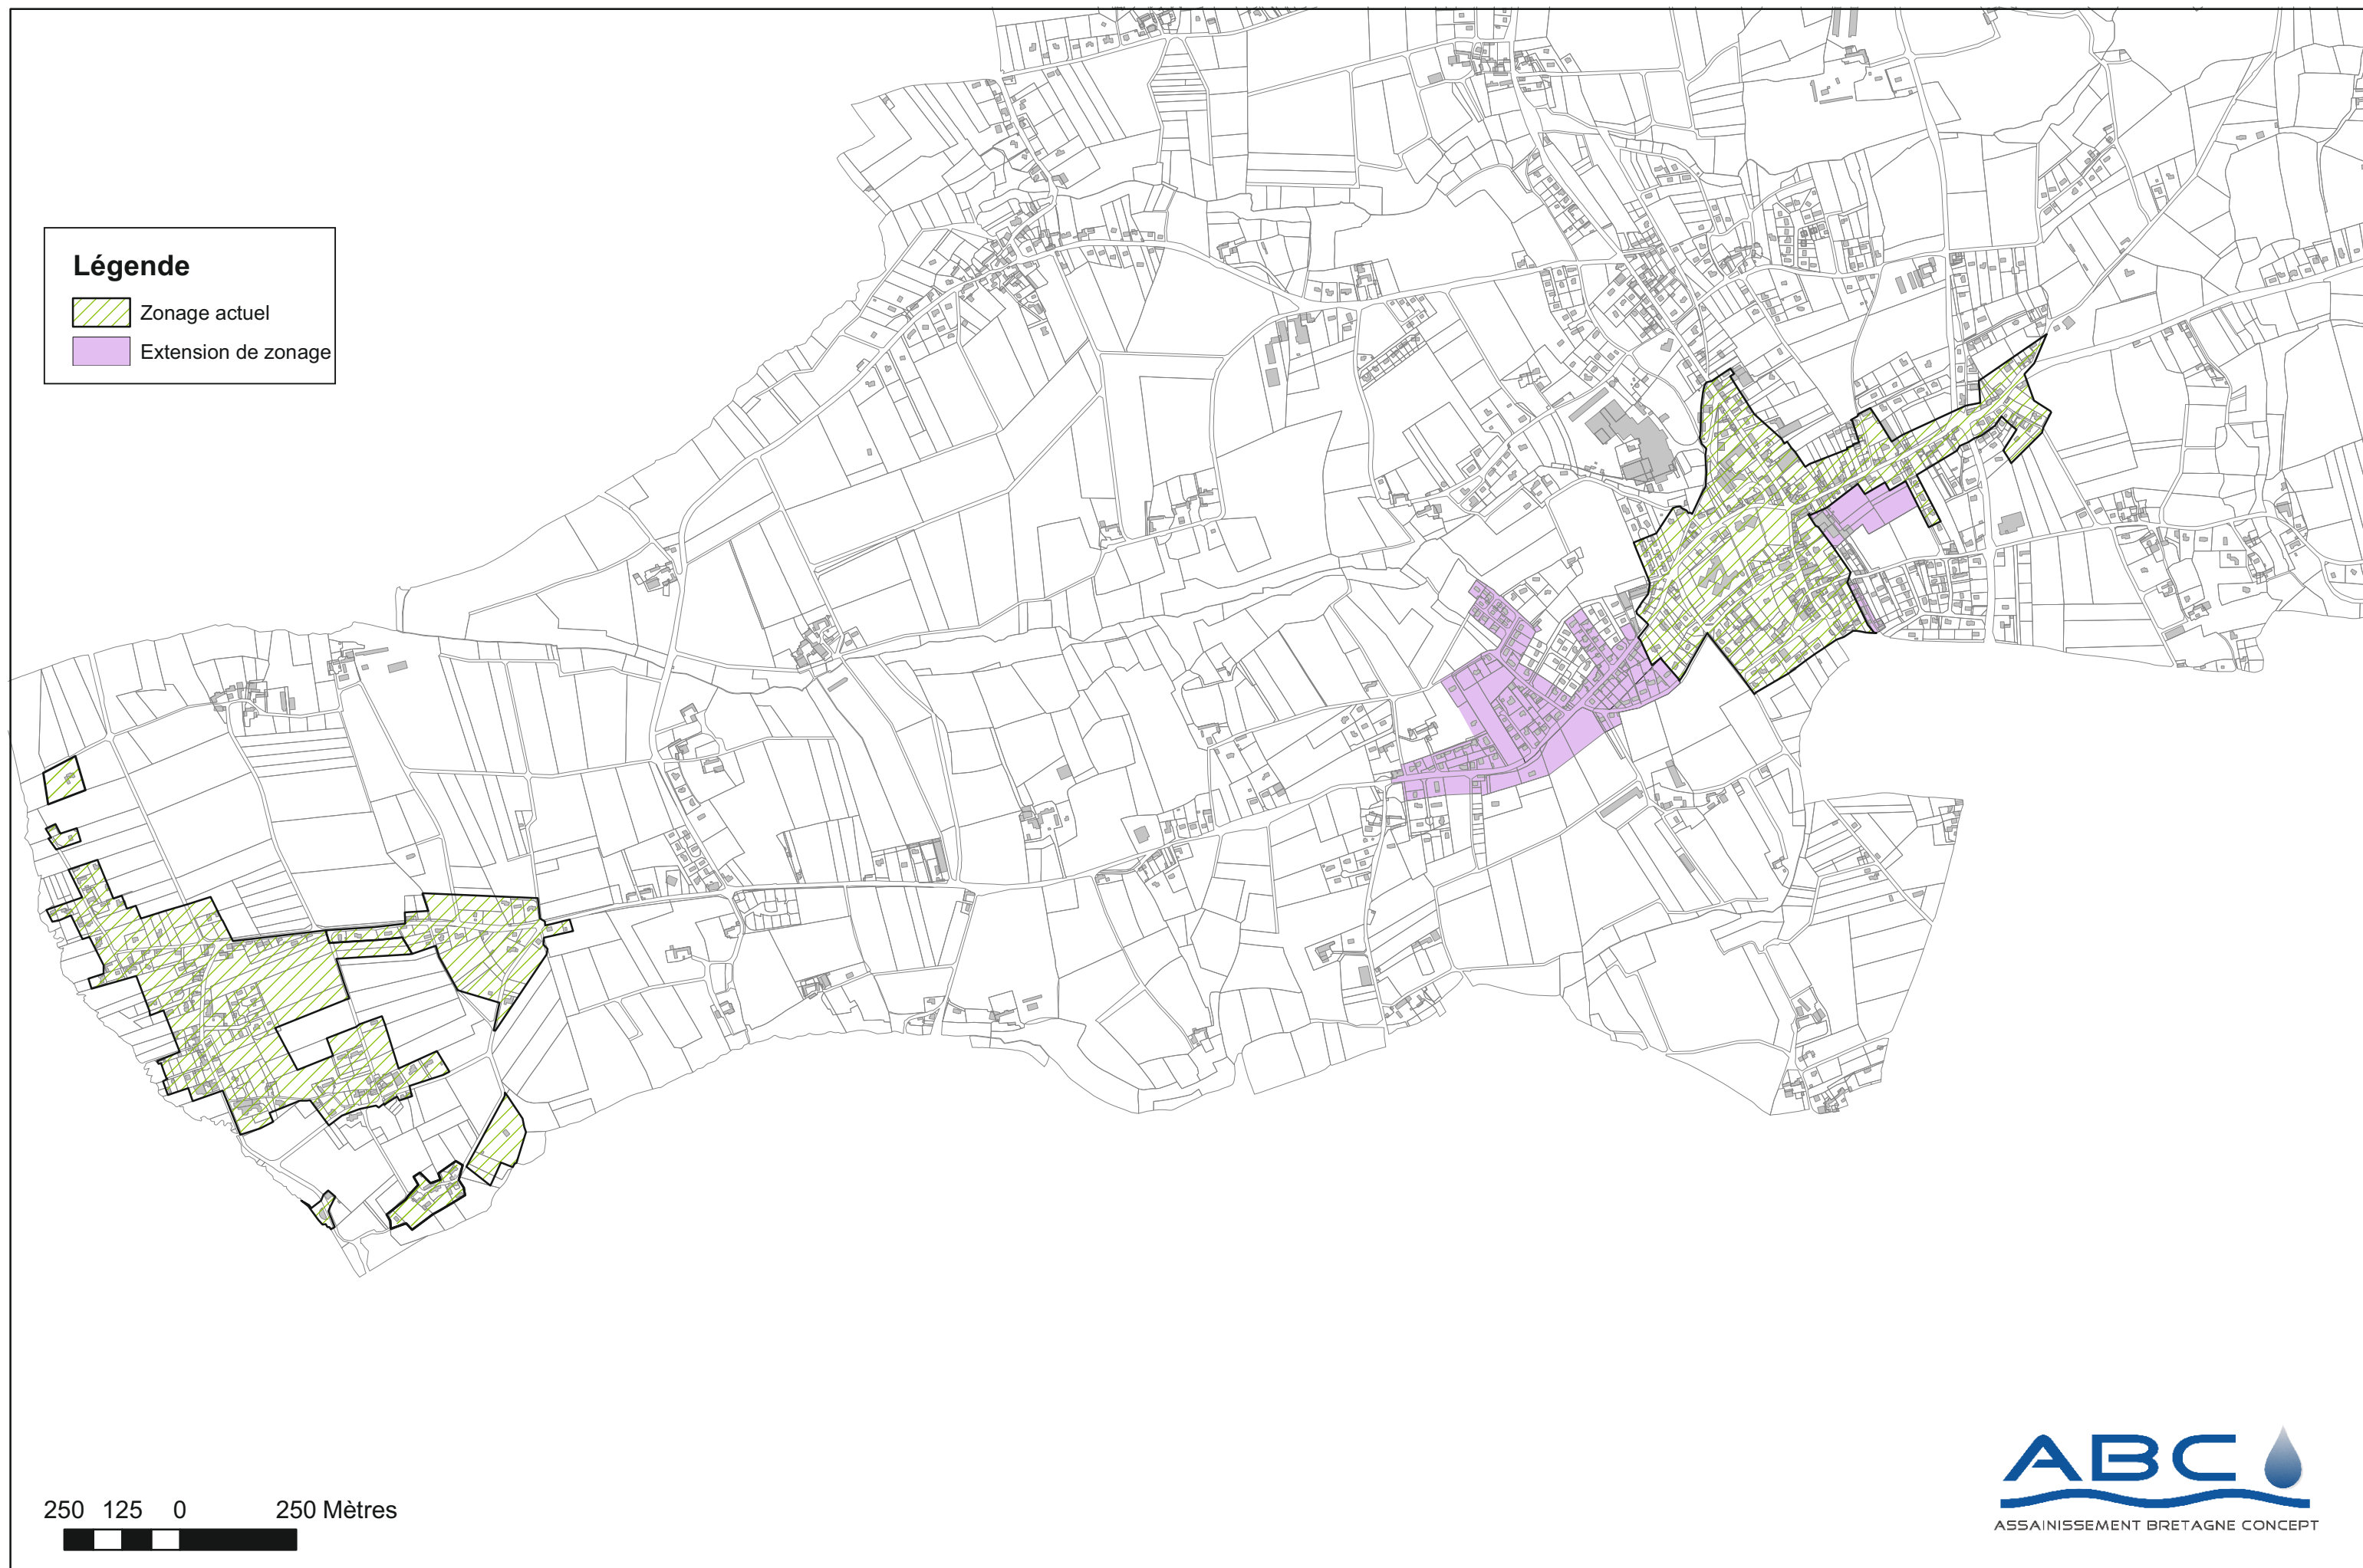 Légende
Zonage actuel
Extension de zonage
250 125 0 250 Mètres
ABC
ASSAINISSEMENT BRETAGNE CONCEPT